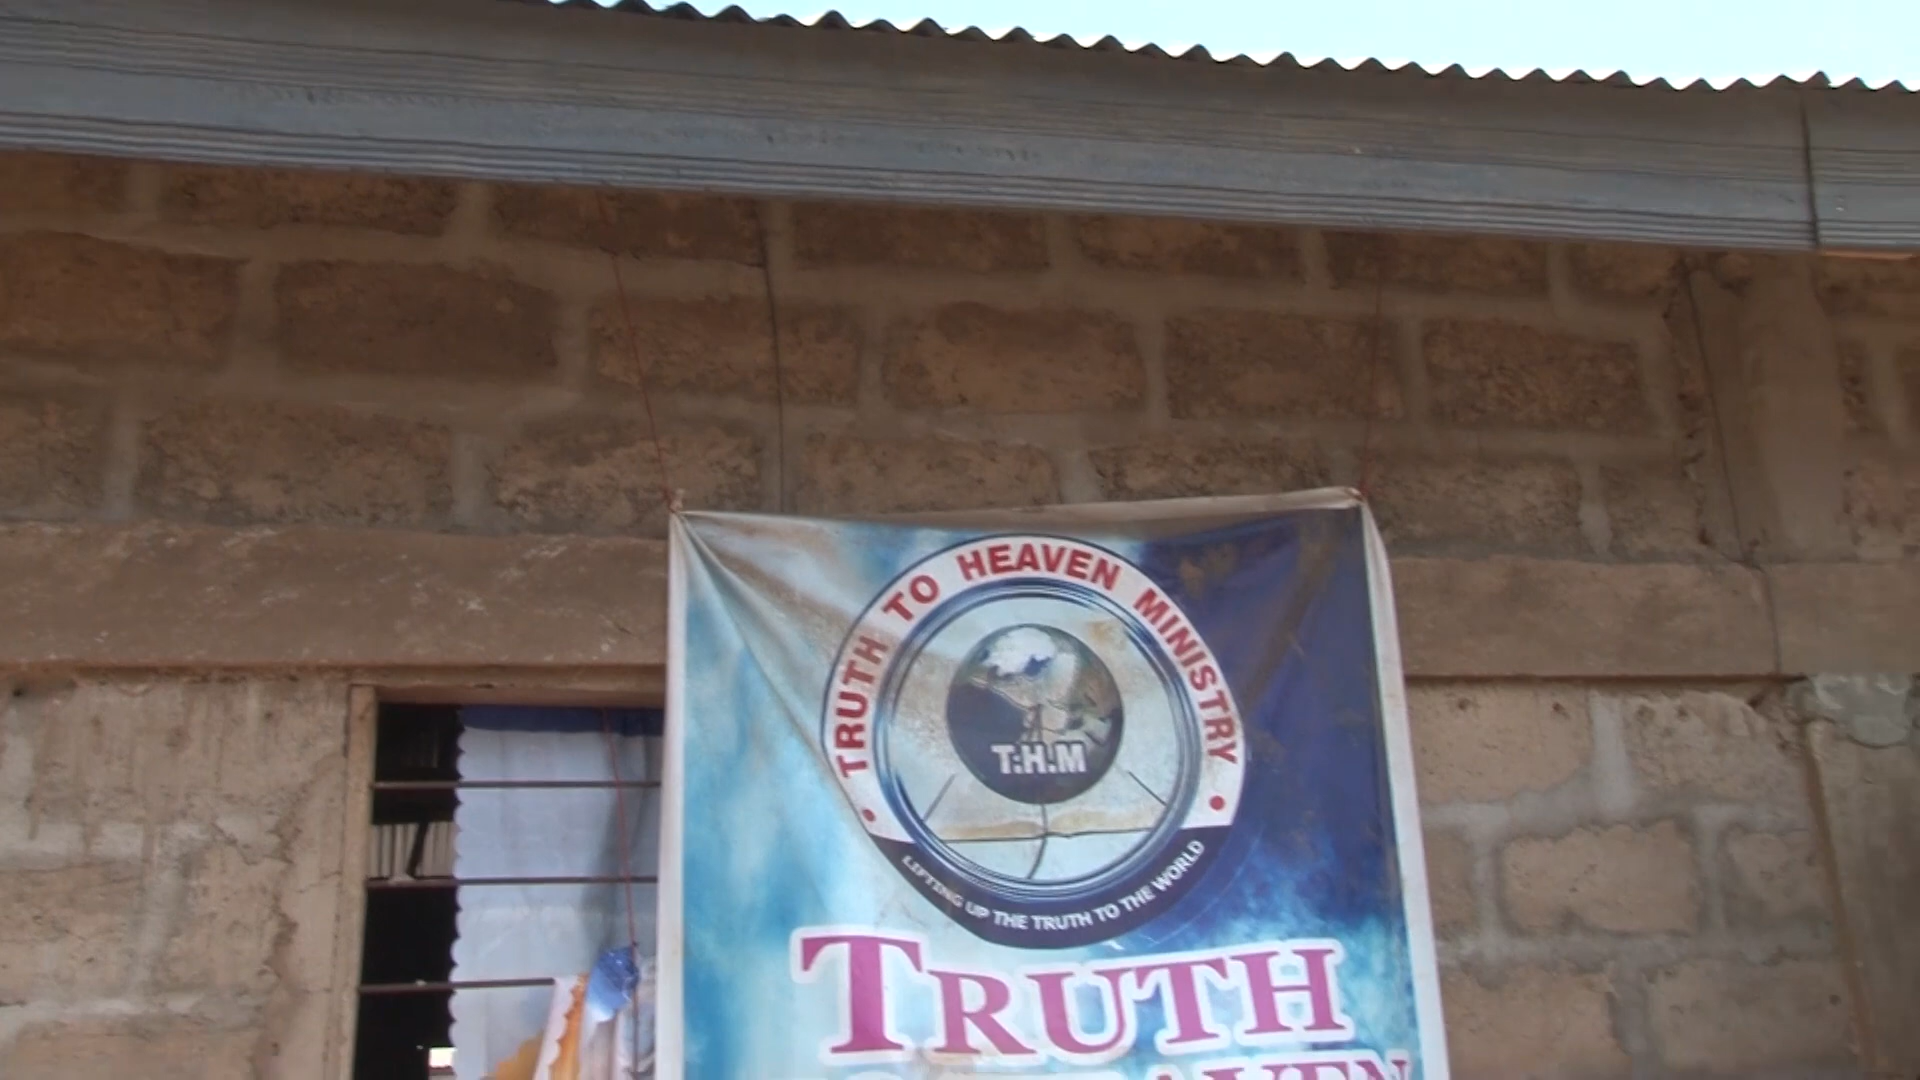 TRUTH TO HEAVEN MINISTRY
T.H.M
LIFTING UP THE TRUTH TO THE WORLD
TRUTH